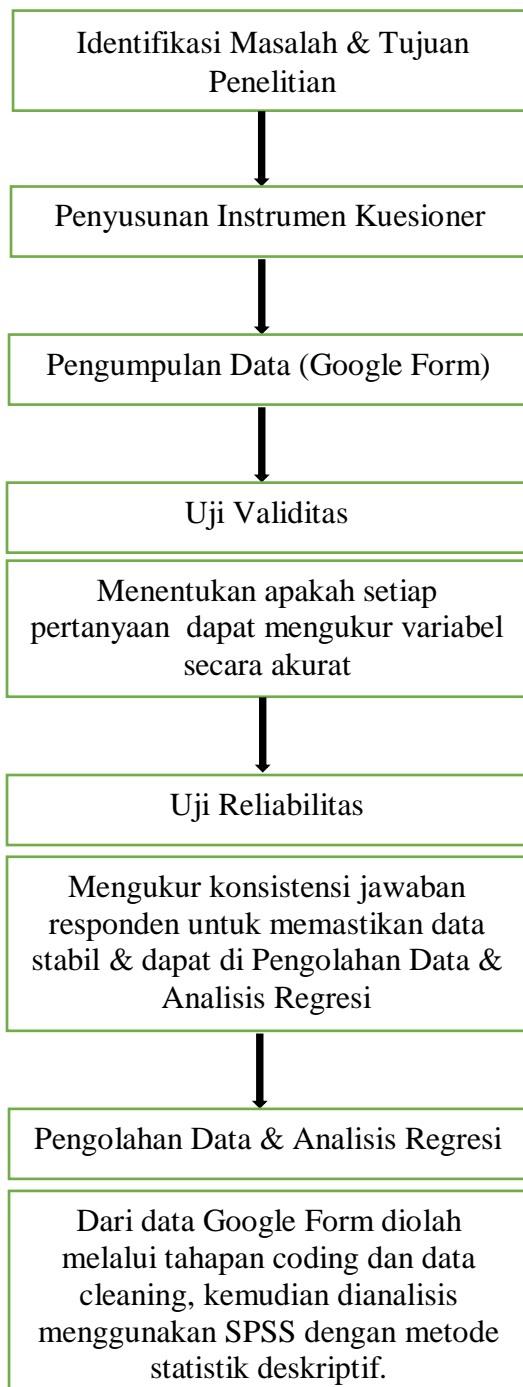 Identifikasi Masalah & Tujuan
Penelitian
Penyusunan Instrumen Kuesioner
Pengumpulan Data (Google Form)
Uji Validitas
Menentukan apakah setiap
pertanyaan dapat mengukur variabel
secara akurat
Uji Reliabilitas
Mengukur konsistensi jawaban
responden untuk memastikan data
stabil & dapat di Pengolahan Data &
Analisis Regresi
Pengolahan Data & Analisis Regresi
Dari data Google Form diolah
melalui tahapan coding dan data
cleaning, kemudian dianalisis
menggunakan SPSS dengan metode
statistik deskriptif.